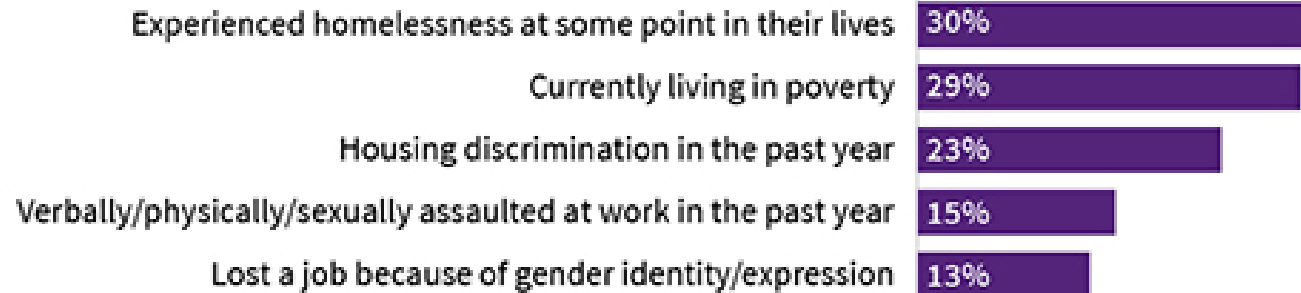 Experienced homelessness at some point in their lives 30%
Currently living in poverty 29%
Housing discrimination in the past year 23%
Verbally/physically/sexually assaulted at work in the past year 15%
Lost a job because of gender identity/expression 13%